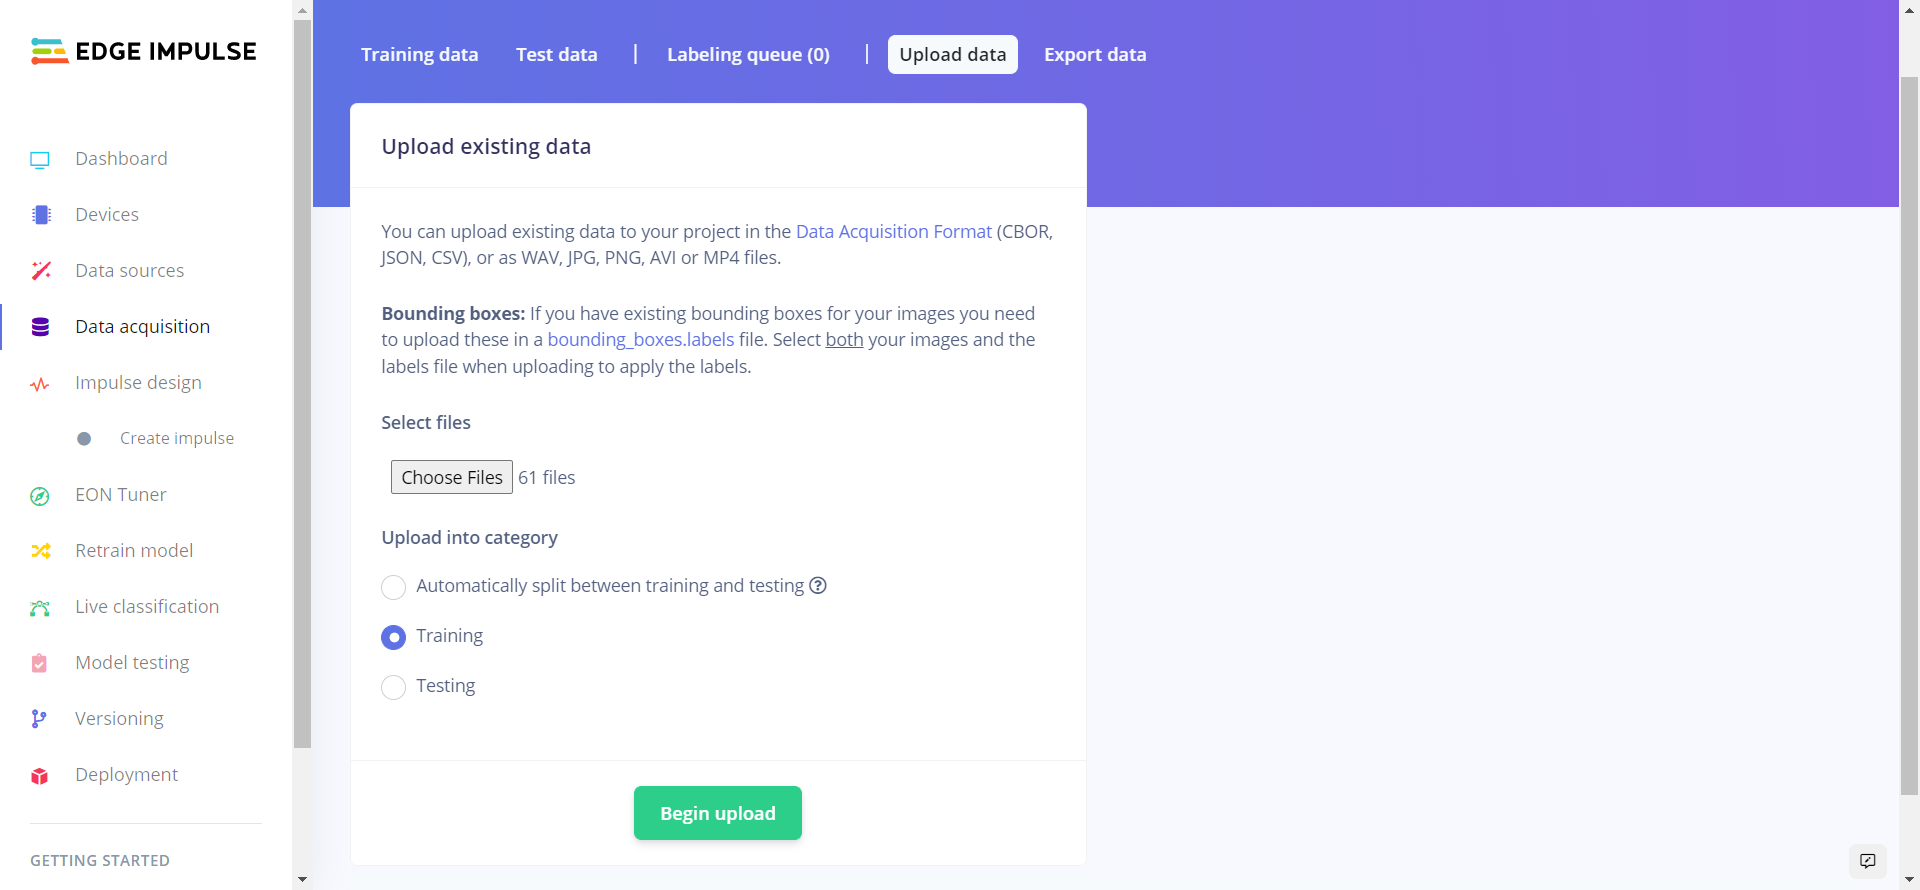 EDGE IMPULSE
Dashboard
Devices
Data sources
Data acquisition
Impulse design
Create impulse
EON Tuner
Retrain model
Live classification
Model testing
Versioning
Deployment
GETTING STARTED
Training data
Test data
Labeling queue (0)
Upload data
Export data
Upload existing data
You can upload existing data to your project in the Data Acquisition Format (CBOR,
JSON, CSV), or as WAV, JPG, PNG, AVI or MP4 files.
Bounding boxes: If you have existing bounding boxes for your images you need
to upload these in a bounding_boxes.labels file. Select both your images and the
labels file when uploading to apply the labels.
Select files
Choose Files 61 files
Upload into category
Automatically split between training and testing
Training
Testing
Begin upload